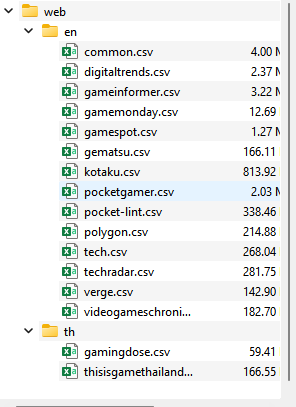 web
en
common.csv 4.00 M
digitaltrends.csv 2.37 M
gameinformer.csv 3.22 M
gamemonday.csv 12.69
gamespot.csv 1.27 M
gematsu.csv 166.11
kotaku.csv 813.92
pocketgamer.csv 2.03 M
pocket-lint.csv 338.46
polygon.csv 214.88
tech.csv 268.04
techradar.csv 281.75
verge.csv 142.90
videogameschroni... 182.70
th
gamingdose.csv 59.41
thisisgamethailand... 166.55